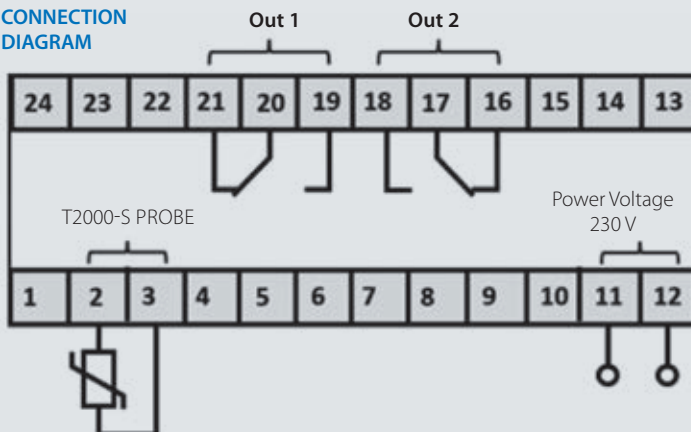 CONNECTION
DIAGRAM
Out 1 Out 2
24 23 22 21 20 19 18 17 16 15 14 13
T2000-S PROBE
Power Voltage
230 V
1 2 3 4 5 6 7 8 9 10 11 12